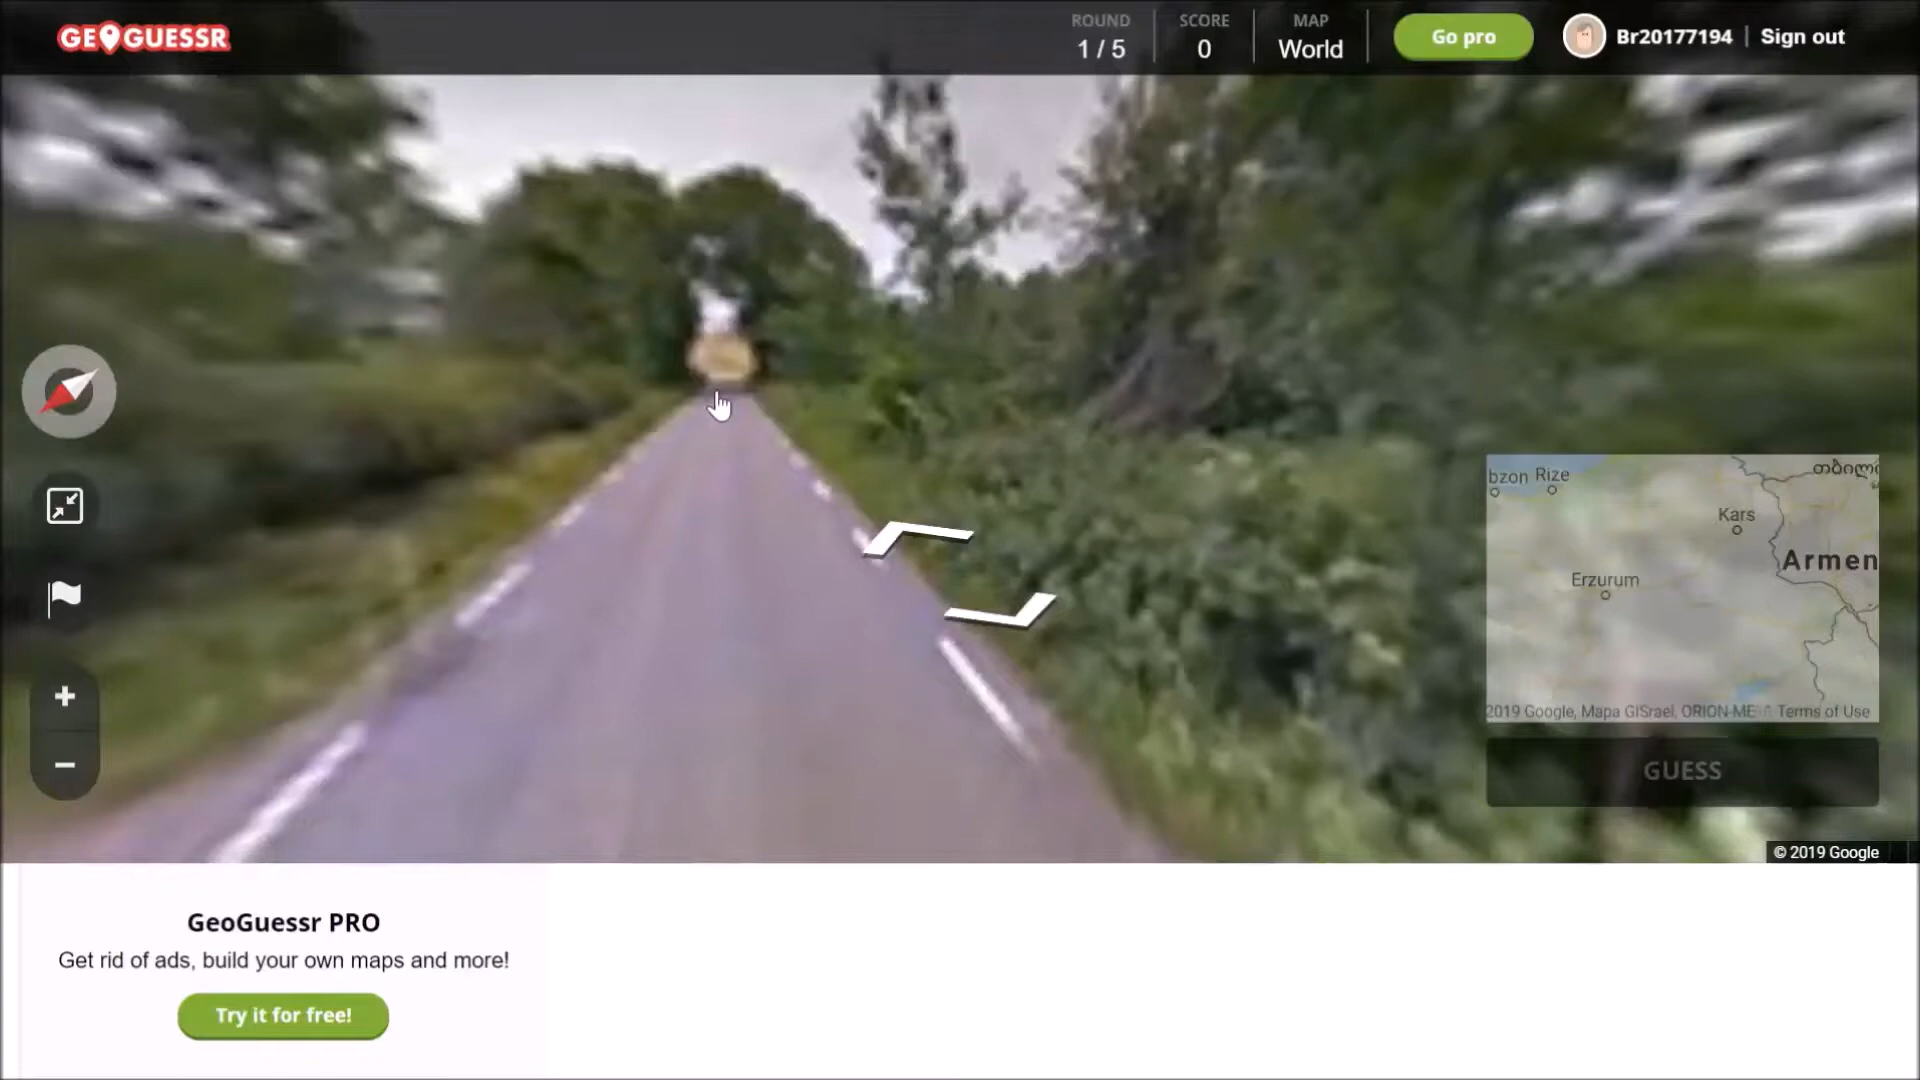 GEOGUESSR
ROUND
1 / 5
SCORE
0
MAP
World
Go pro
Br20177194 | Sign out
bzon
Rize
Kars
Armen
Erzurum
2019 Google, Mapa GISrael, ORION-ME
Terms of Use
GUESS
© 2019 Google
GeoGuessr PRO
Get rid of ads, build your own maps and more!
Try it for free!